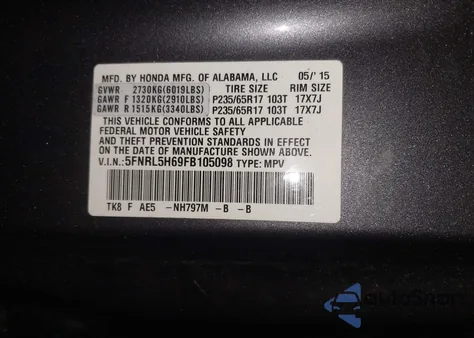 MFD. BY HONDA MFG. OF ALABAMA, LLC 05/'15
GVWR 2730KG(6019LBS) TIRE SIZE RIM SIZE
GAWR F 1320KG(2910LBS) P235/65R17 103T 17X7J
GAWR R 1515KG(3340LBS) P235/65R17 103T 17X7J
THIS VEHICLE CONFORMS TO ALL APPLICABLE
FEDERAL MOTOR VEHICLE SAFETY
AND THEFT PREVENTION STANDARDS IN EFFECT ON THE
DATE OF MANUFACTURE SHOWN ABOVE.
V.I.N.: 5FNRL5H69FB105098 TYPE: MPV
TK8 F AE5 -NH797M -B -B